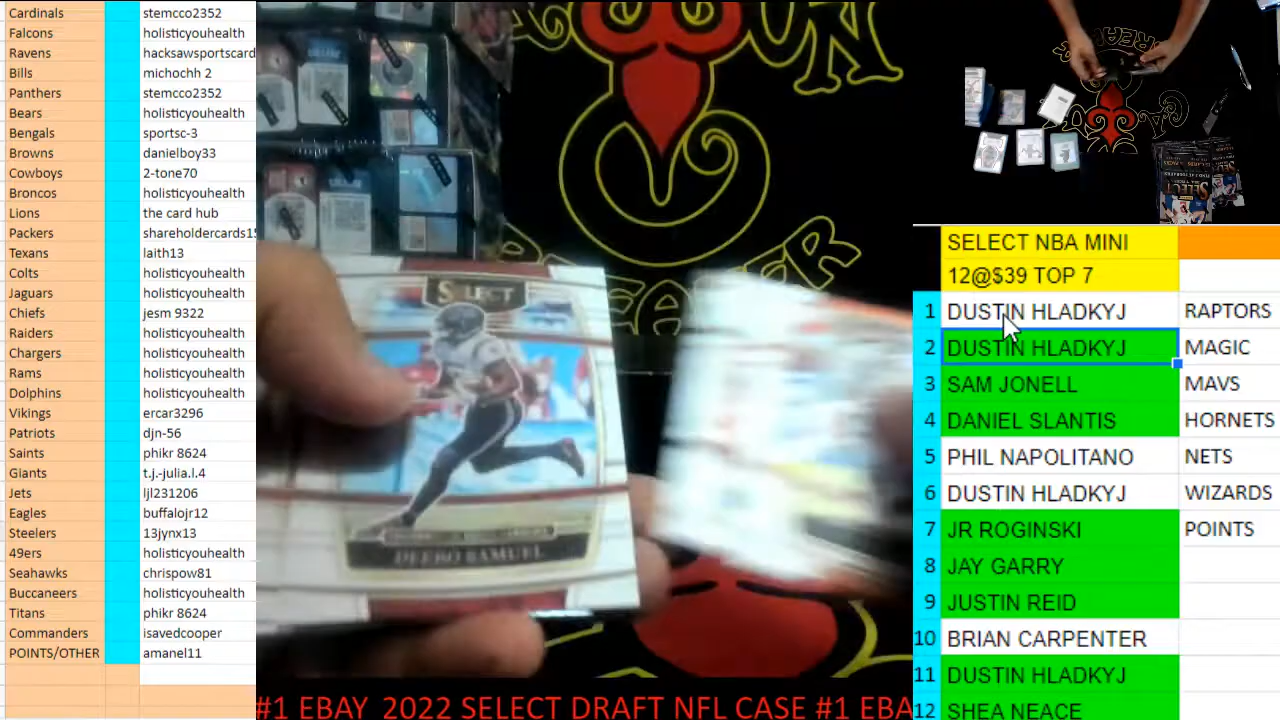 Cardinals stemcco2352
Falcons holisticyouhealth
Ravens hacksawsportscard
Bills michochh 2
Panthers stemcco2352
Bears holisticyouhealth
Bengals sportsc-3
Browns danielboy33
Cowboys 2-tone70
Broncos holisticyouhealth
Lions the card hub
Packers shareholdercards15
Texans laith13
Colts holisticyouhealth
Jaguars holisticyouhealth
Chiefs jesm 9322
Raiders holisticyouhealth
Chargers holisticyouhealth
Rams holisticyouhealth
Dolphins holisticyouhealth
Vikings ercar3296
Patriots djn-56
Saints phikr 8624
Giants t.j.-julia.l.4
Jets ljl231206
Eagles buffalojr12
Steelers 13jynx13
49ers holisticyouhealth
Seahawks chrispow81
Buccaneers holisticyouhealth
Titans phikr 8624
Commanders isavedcooper
POINTS/OTHER amanel11
SELECT
DEEBO SAMUEL
#1 EBAY 2022 SELECT DRAFT NFL CASE #1 EBA
SELECT
SELECT NBA MINI
12@$39 TOP 7
1 DUSTIN HLADKYJ RAPTORS
2 DUSTIN HLADKYJ MAGIC
3 SAM JONELL MAVS
4 DANIEL SLANTIS HORNETS
5 PHIL NAPOLITANO NETS
6 DUSTIN HLADKYJ WIZARDS
7 JR ROGINSKI POINTS
8 JAY GARRY
9 JUSTIN REID
10 BRIAN CARPENTER
11 DUSTIN HLADKYJ
12 SHEA NEACE